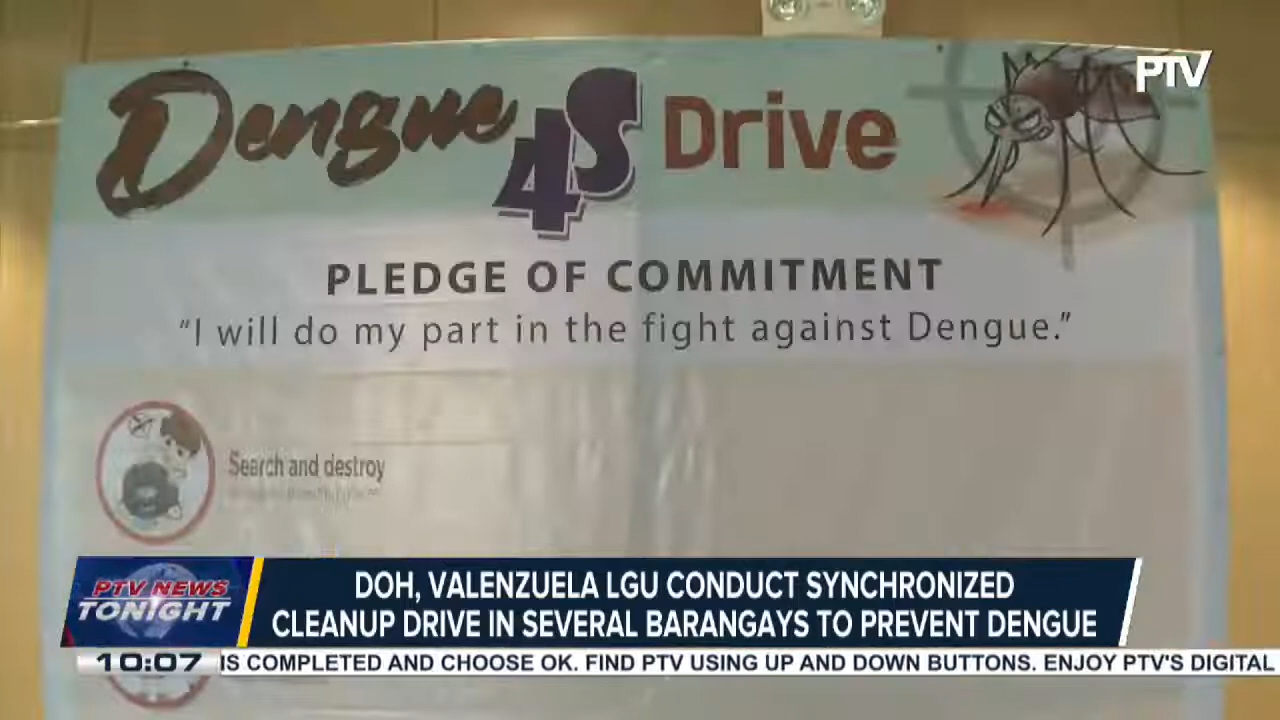 PTV
Dengue 4S Drive
PLEDGE OF COMMITMENT
"I will do my part in the fight against Dengue."
Search and destroy
PTV NEWS
TONIGHT
DOH, VALENZUELA LGU CONDUCT SYNCHRONIZED
CLEANUP DRIVE IN SEVERAL BARANGAYS TO PREVENT DENGUE
10:07
IS COMPLETED AND CHOOSE OK. FIND PTV USING UP AND DOWN BUTTONS. ENJOY PTV'S DIGITAL